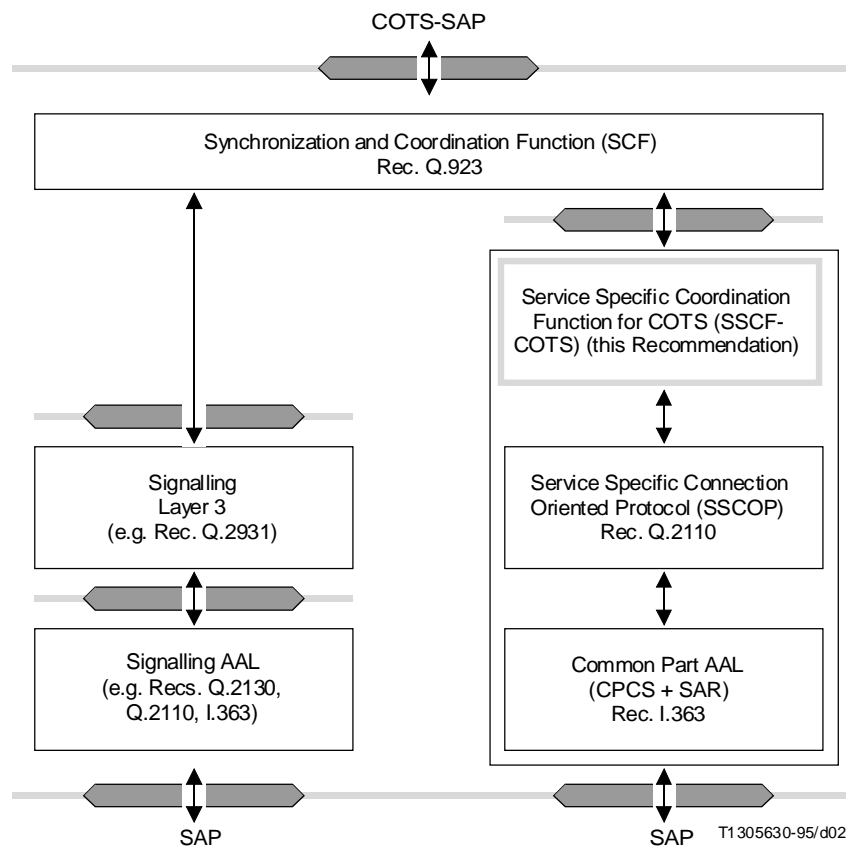 COTS-SAP
Synchronization and Coordination Function (SCF)
Rec. Q.923
Service Specific Coordination
Function for COTS (SSCF-
COTS) (this Recommendation)
Signalling
Layer 3
(e.g. Rec. Q.2931)
Service Specific Connection
Oriented Protocol (SSCOP)
Rec. Q.2110
Signalling AAL
(e.g. Recs. Q.2130,
Q.2110, I.363)
Common Part AAL
(CPCS + SAR)
Rec. I.363
SAP
SAP
T1305630-95/d02